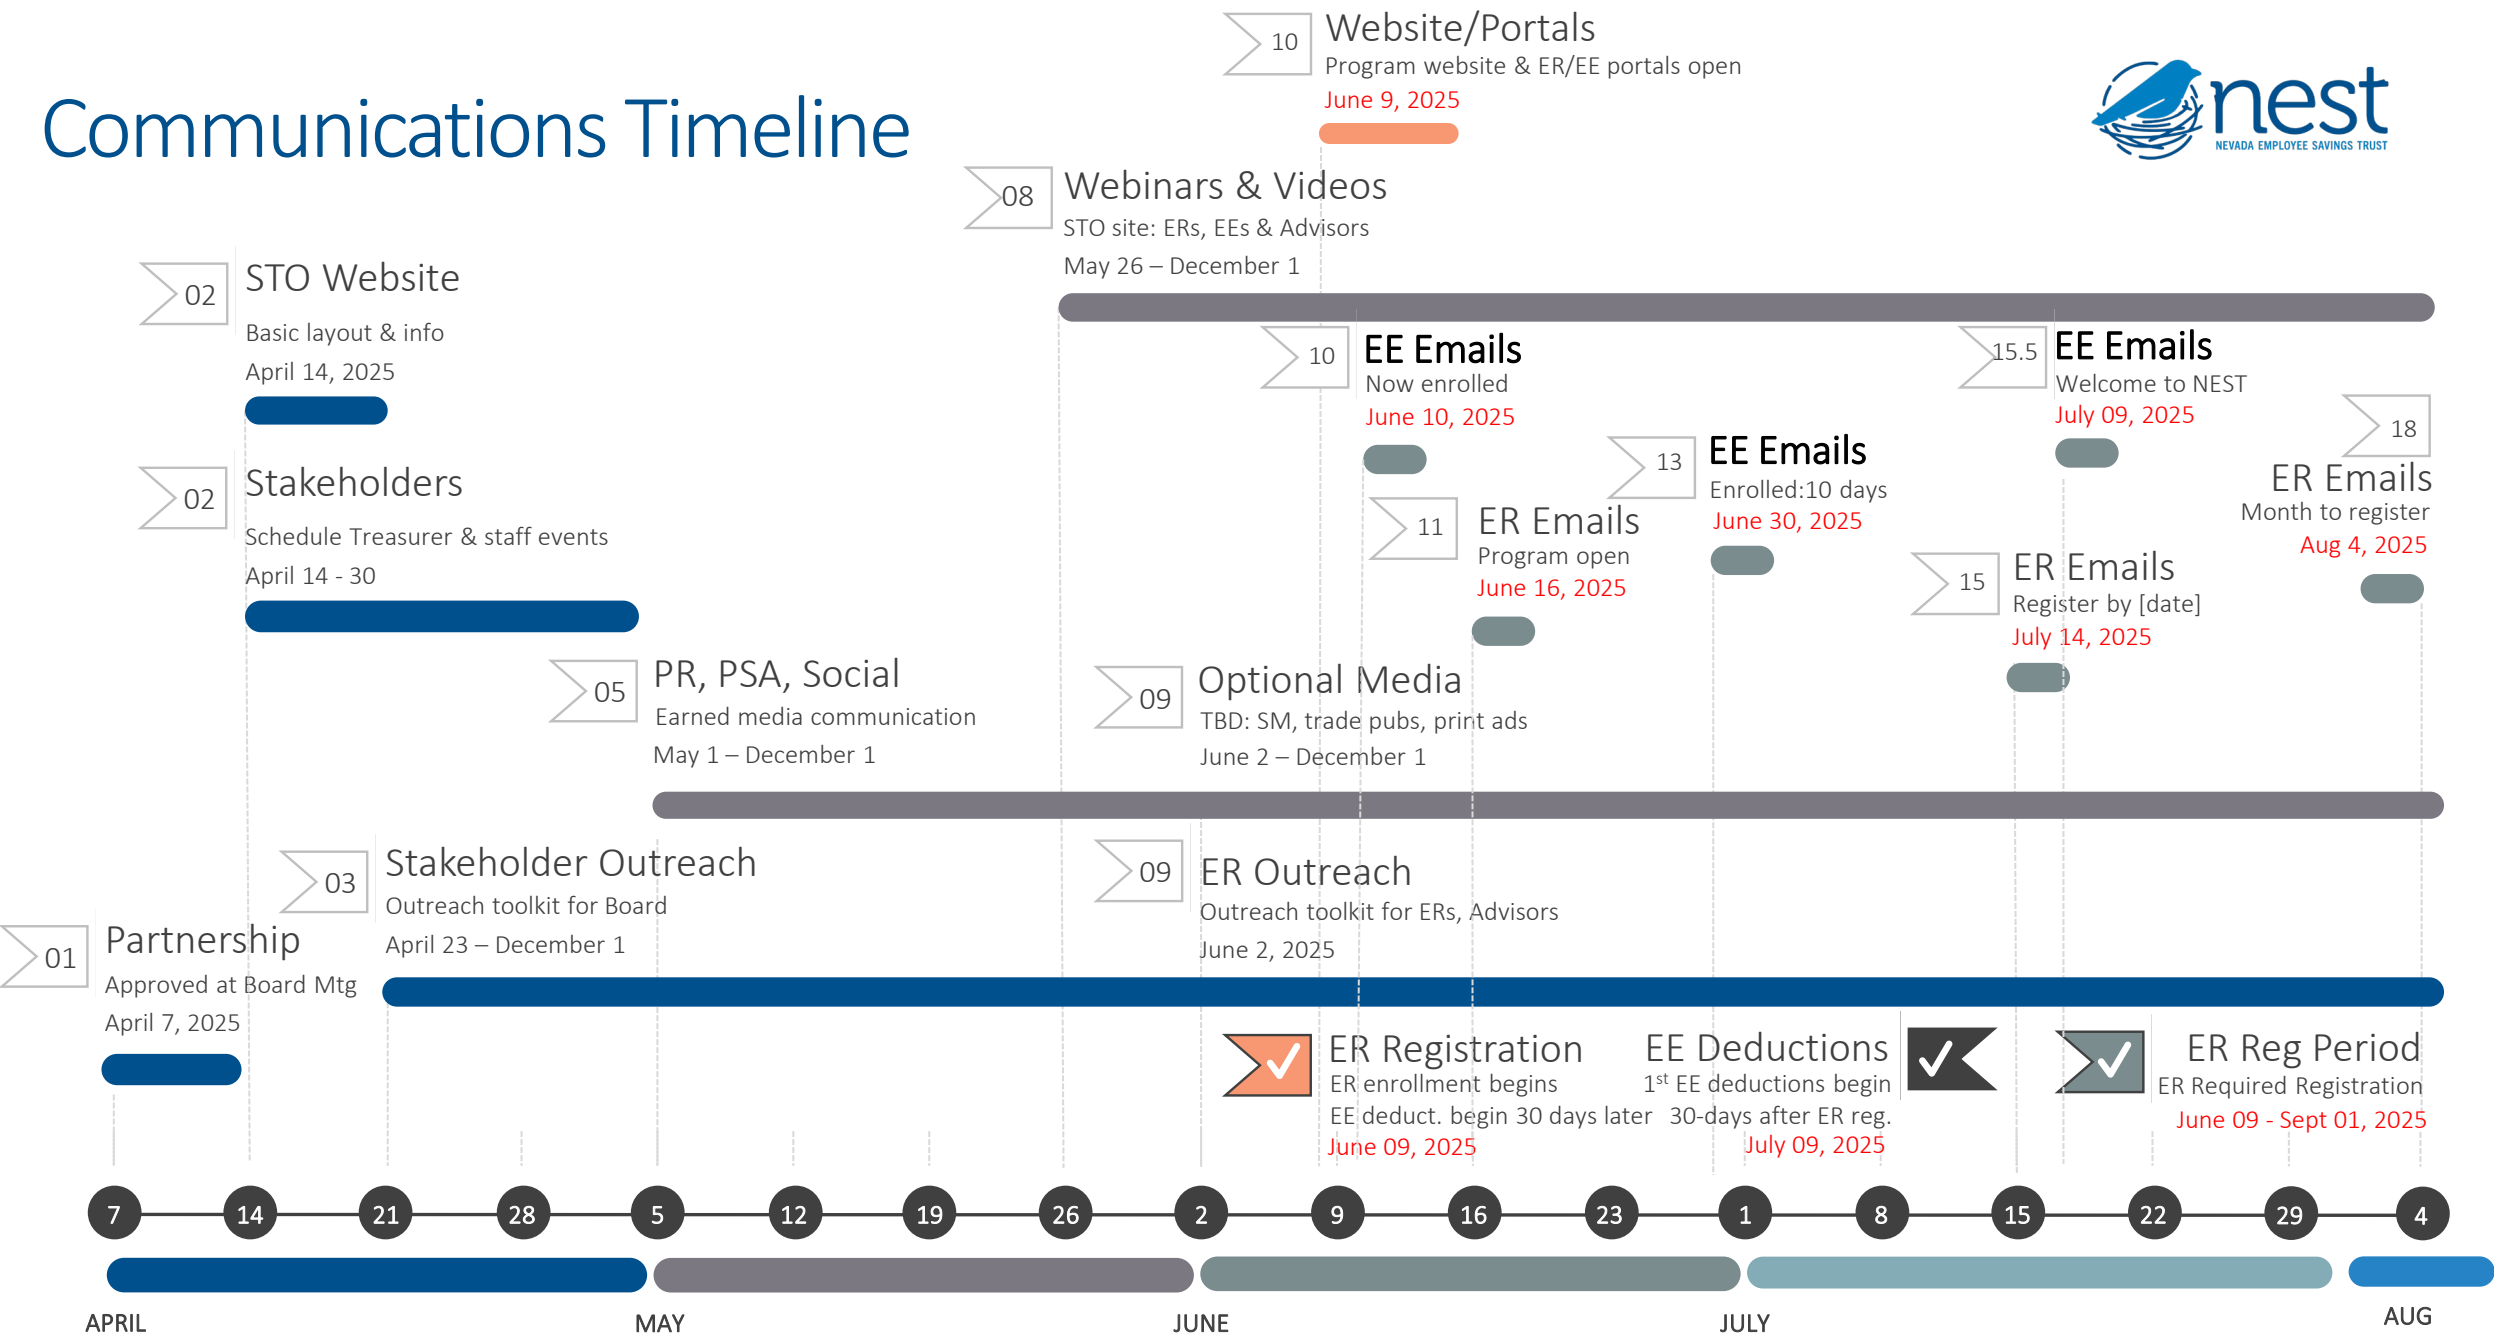 Communications Timeline
nest
NEVADA EMPLOYEE SAVINGS TRUST
10
Website/Portals
Program website & ER/EE portals open
June 9, 2025
08
Webinars & Videos
STO site: ERs, EEs & Advisors
May 26 – December 1
02
STO Website
Basic layout & info
April 14, 2025
10
EE Emails
Now enrolled
June 10, 2025
15.5
EE Emails
Welcome to NEST
July 09, 2025
18
ER Emails
Month to register
Aug 4, 2025
02
Stakeholders
Schedule Treasurer & staff events
April 14 - 30
11
ER Emails
Program open
June 16, 2025
13
EE Emails
Enrolled:10 days
June 30, 2025
15
ER Emails
Register by [date]
July 14, 2025
05
PR, PSA, Social
Earned media communication
May 1 – December 1
09
Optional Media
TBD: SM, trade pubs, print ads
June 2 – December 1
03
Stakeholder Outreach
Outreach toolkit for Board
April 23 – December 1
09
ER Outreach
Outreach toolkit for ERs, Advisors
June 2, 2025
01
Partnership
Approved at Board Mtg
April 7, 2025
ER Registration
ER enrollment begins
EE deduct. begin 30 days later
June 09, 2025
EE Deductions
1st EE deductions begin
30-days after ER reg.
July 09, 2025
ER Reg Period
ER Required Registration
June 09 - Sept 01, 2025
7 14 21 28 5 12 19 26 2 9 16 23 1 8 15 22 29 4
APRIL MAY JUNE JULY AUG